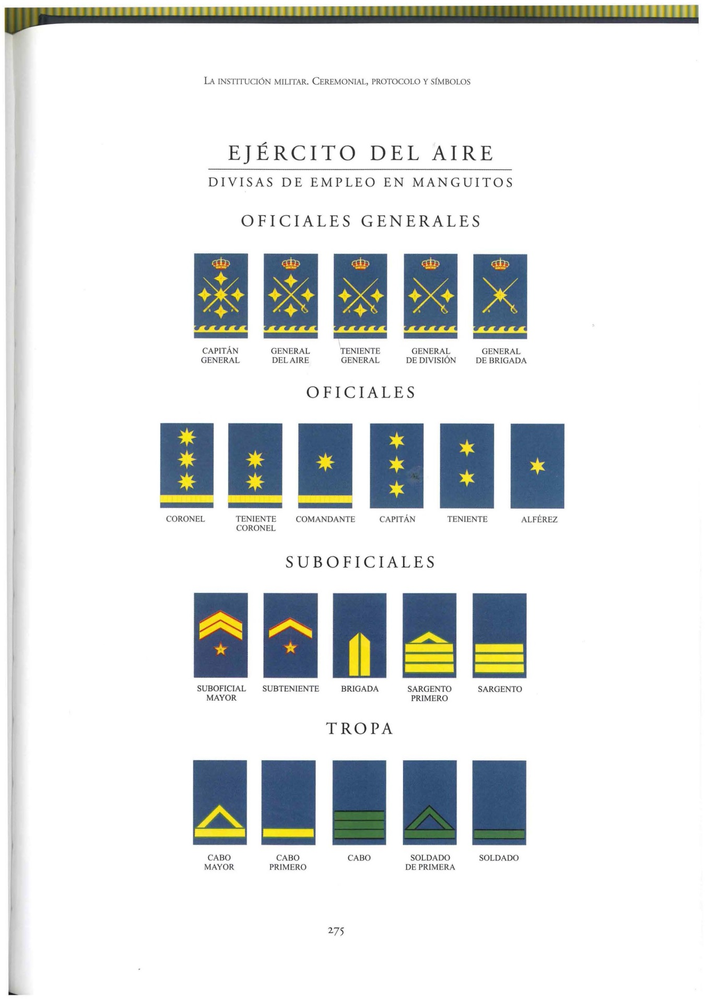 LA INSTITUCIÓN MILITAR. CEREMONIAL, PROTOCOLO Y SÍMBOLOS
EJÉRCITO DEL AIRE
DIVISAS DE EMPLEO EN MANGUITOS
OFICIALES GENERALES
CAPITÁN GENERAL
GENERAL DEL AIRE
TENIENTE GENERAL
GENERAL DE DIVISIÓN
GENERAL DE BRIGADA
OFICIALES
CORONEL
TENIENTE CORONEL
COMANDANTE
CAPITÁN
TENIENTE
ALFÉREZ
SUBOFICIALES
SUBOFICIAL MAYOR
SUBTENIENTE
BRIGADA
SARGENTO PRIMERO
SARGENTO
TROPA
CABO MAYOR
CABO PRIMERO
CABO
SOLDADO DE PRIMERA
SOLDADO
275